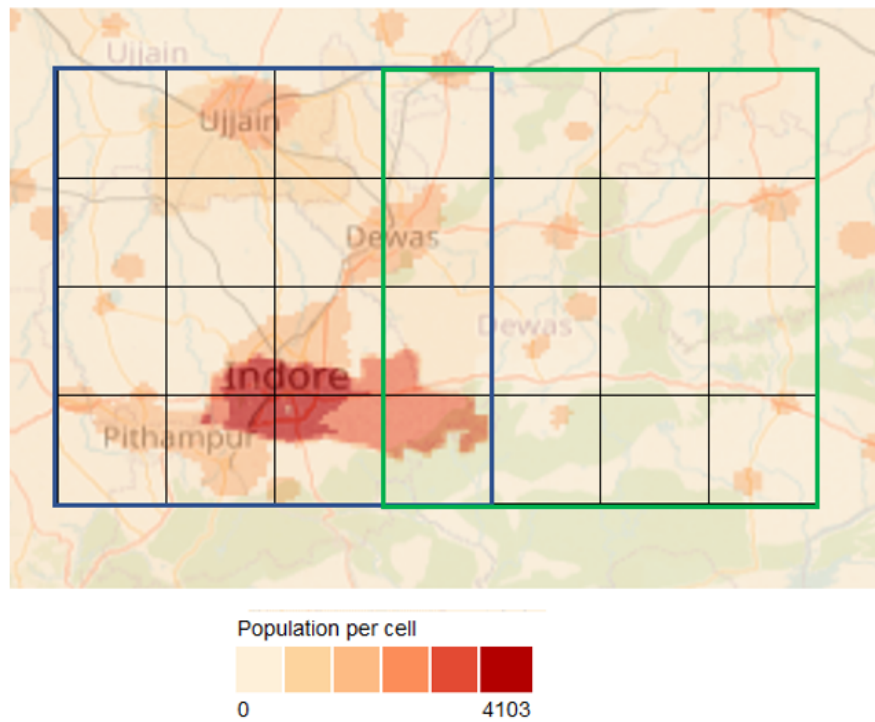 Ujjain
Ujjain
Dewas
Dewas
Indore
Pithampur
Population per cell
0 4103